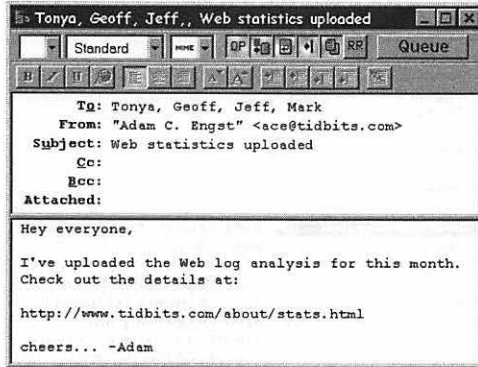 Tonya, Geoff, Jeff,, Web statistics uploaded
Standard MIME QP RR Queue
B I U
To: Tonya, Geoff, Jeff, Mark
From: "Adam C. Engst" <ace@tidbits.com>
Subject: Web statistics uploaded
Cc:
Bcc:
Attached:
Hey everyone,
I've uploaded the Web log analysis for this month.
Check out the details at:
http://www.tidbits.com/about/stats.html
cheers... -Adam